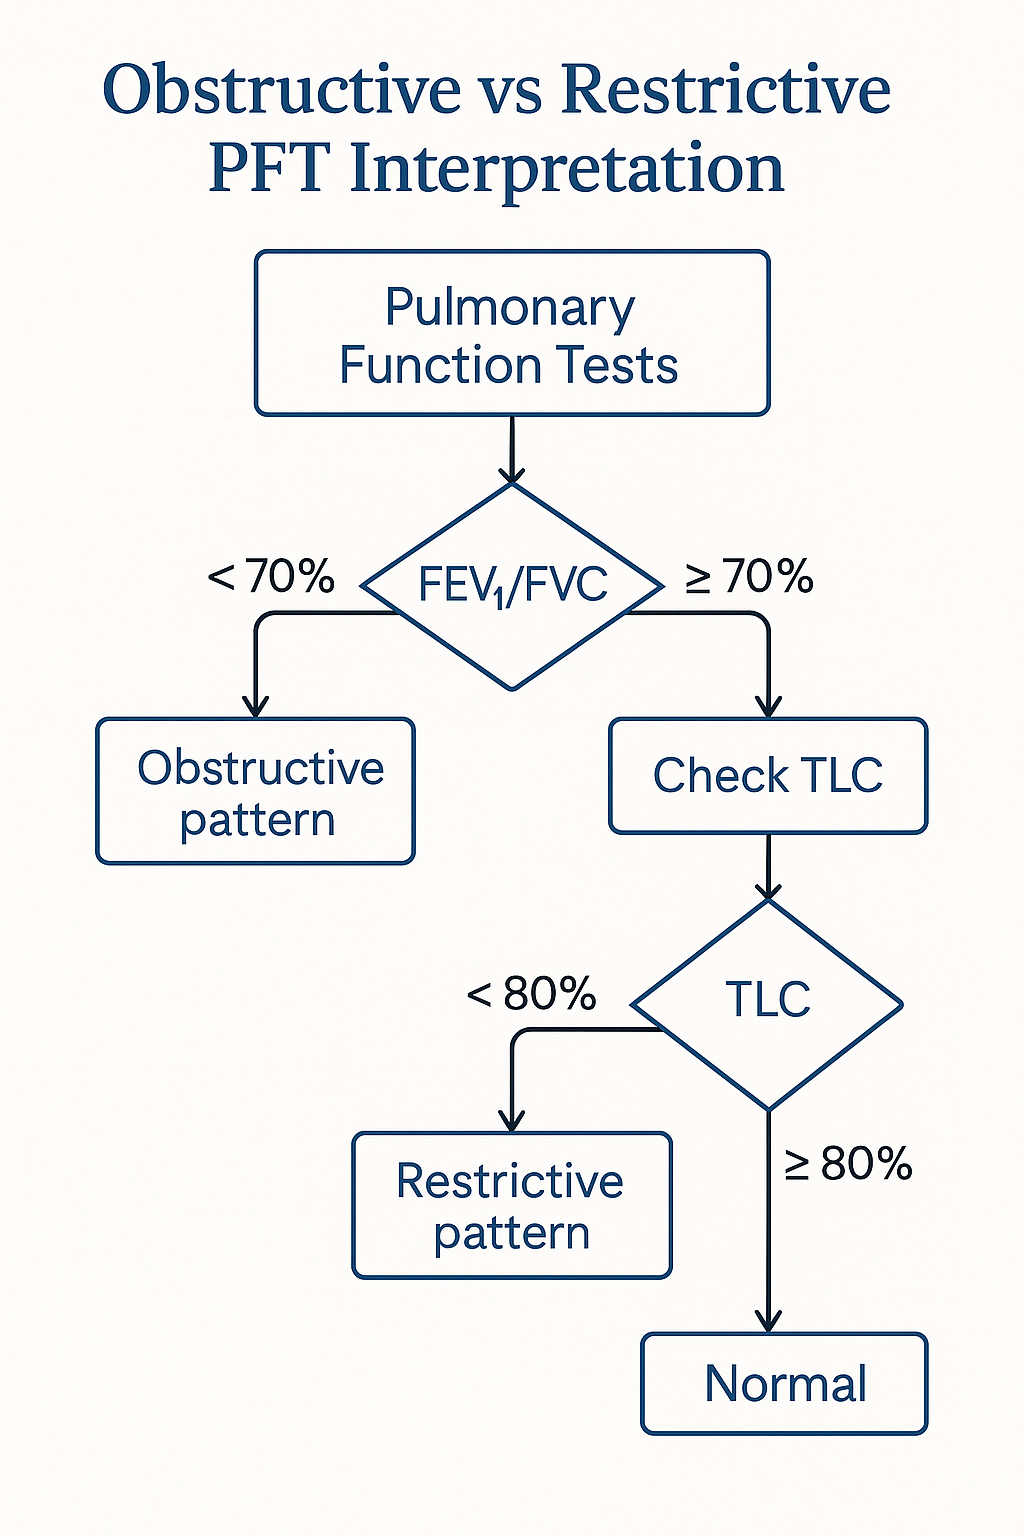 Obstructive vs Restrictive
PFT Interpretation
Pulmonary
Function Tests
FEV₁/FVC
< 70%
≥ 70%
Obstructive
pattern
Check TLC
TLC
< 80%
≥ 80%
Restrictive
pattern
Normal